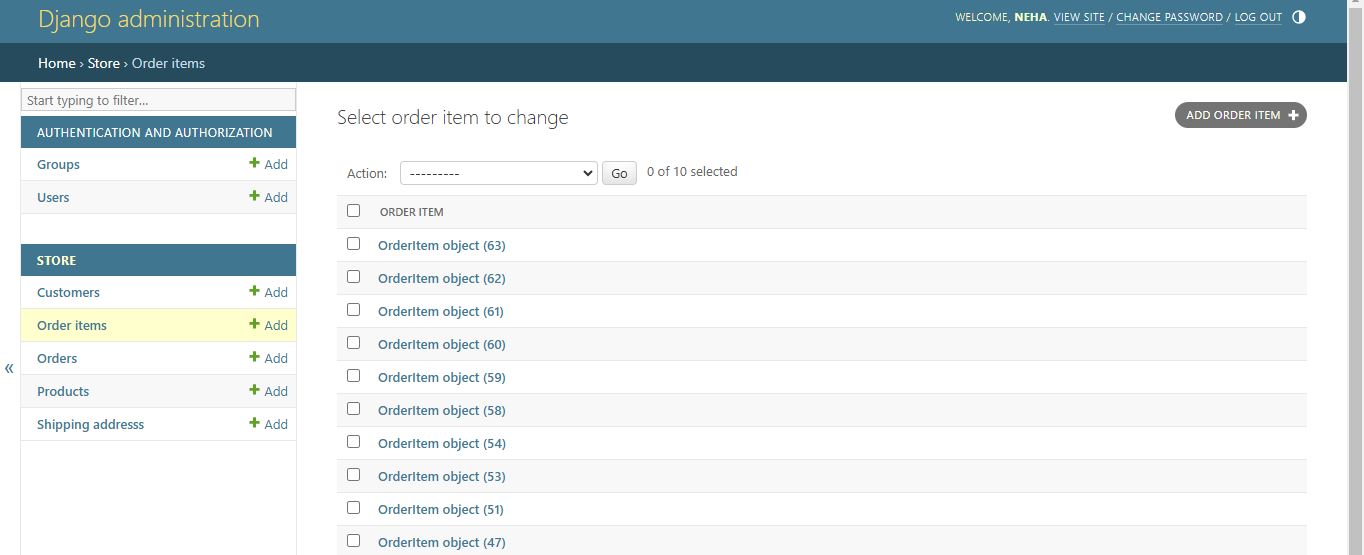 Django administration
WELCOME, NEHA. VIEW SITE / CHANGE PASSWORD / LOG OUT
Home › Store › Order items
Start typing to filter...
AUTHENTICATION AND AUTHORIZATION
Groups + Add
Users + Add
STORE
Customers + Add
Order items + Add
Orders + Add
Products + Add
Shipping addresss + Add
«
Select order item to change
ADD ORDER ITEM +
Action: --------- Go 0 of 10 selected
ORDER ITEM
OrderItem object (63)
OrderItem object (62)
OrderItem object (61)
OrderItem object (60)
OrderItem object (59)
OrderItem object (58)
OrderItem object (54)
OrderItem object (53)
OrderItem object (51)
OrderItem object (47)